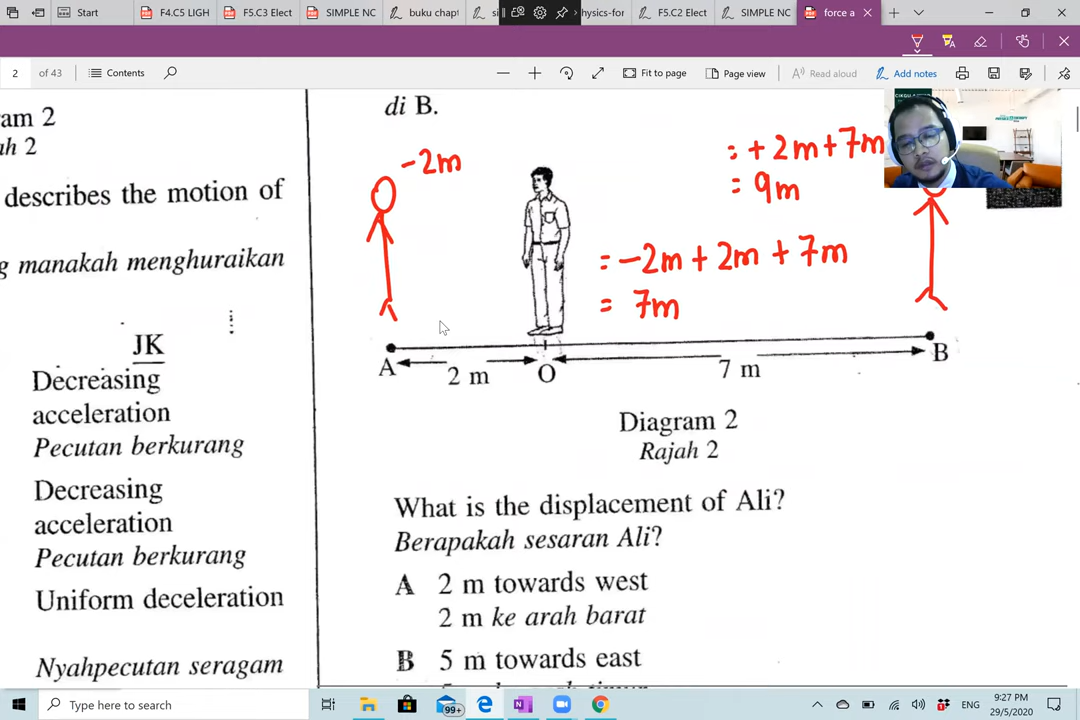 Start
F4.C5 LIGH
F5.C3 Elect
SIMPLE NC
buku chapt
hysics-for
F5.C2 Elect
SIMPLE NC
force a
2 of 43
Contents
Fit to page
Page view
Read aloud
Add notes
am 2
ah 2
describes the motion of
g manakah menghuraikan
JK
Decreasing
acceleration
Pecutan berkurang
Decreasing
acceleration
Pecutan berkurang
Uniform deceleration
Nyahpecutan seragam
di B.
-2m
: +2m+7m
: 9m
= -2m + 2m + 7m
= 7m
A 2 m O 7 m B
Diagram 2
Rajah 2
What is the displacement of Ali?
Berapakah sesaran Ali?
A 2 m towards west
2 m ke arah barat
B 5 m towards east
Type here to search
99+
ENG
9:27 PM
29/5/2020